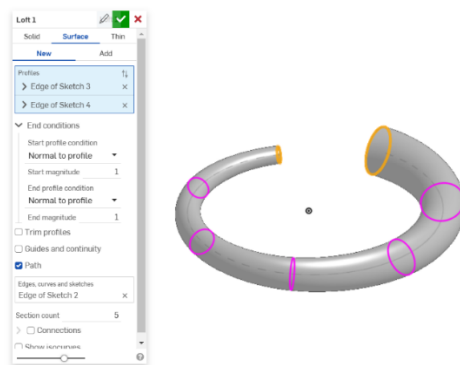 Loft 1
Solid Surface Thin
New Add
Profiles
Edge of Sketch 3
Edge of Sketch 4
End conditions
Start profile condition
Normal to profile
Start magnitude 1
End profile condition
Normal to profile
End magnitude 1
Trim profiles
Guides and continuity
Path
Edges, curves and sketches
Edge of Sketch 2
Section count 5
Connections
Show isocurves